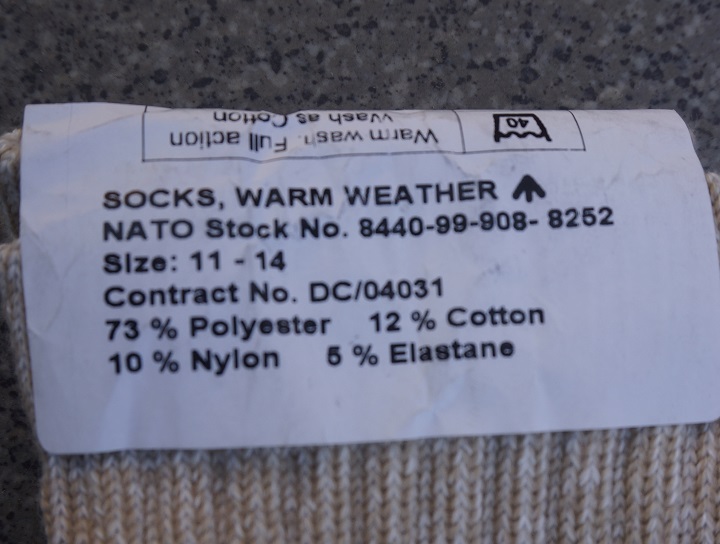 Wash as Cotton
Warm wash. Full action
40
SOCKS, WARM WEATHER
NATO Stock No. 8440-99-908- 8252
Size: 11 - 14
Contract No. DC/04031
73 % Polyester 12 % Cotton
10 % Nylon 5 % Elastane